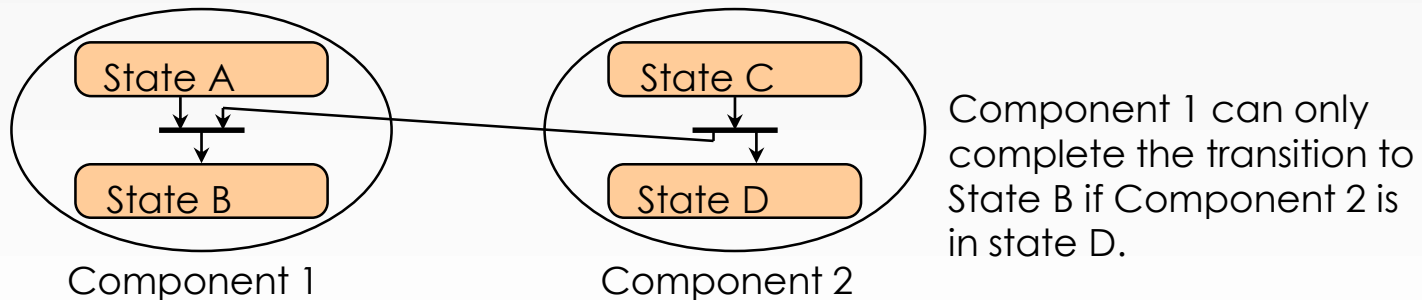 State A
State B
Component 1
State C
State D
Component 2
Component 1 can only
complete the transition to
State B if Component 2 is
in state D.